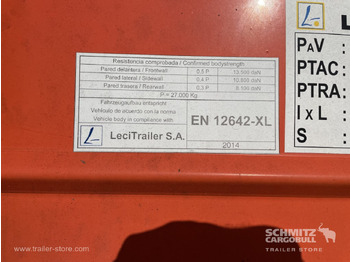 Resistencia comprobada / Confirmed bodystrength
Pared delantera / Frontwall 0,5 P 13.500 daN
Pared lateral / Sidewall 0,4 P 10.800 daN
Pared trasera / Rearwall 0,3 P 8.100 daN
P = 27.000 Kg
Fahrzeugaufbau entspricht
Vehículo de acuerdo con la norma
Vehicle body in compliance with
EN 12642-XL
LeciTrailer S.A.
2014
L
PAV
PTAC
PTRA
I x L
S
:
SCHMITZ
CARGOBULL
www.trailer-store.com
© www.trailer-store.com